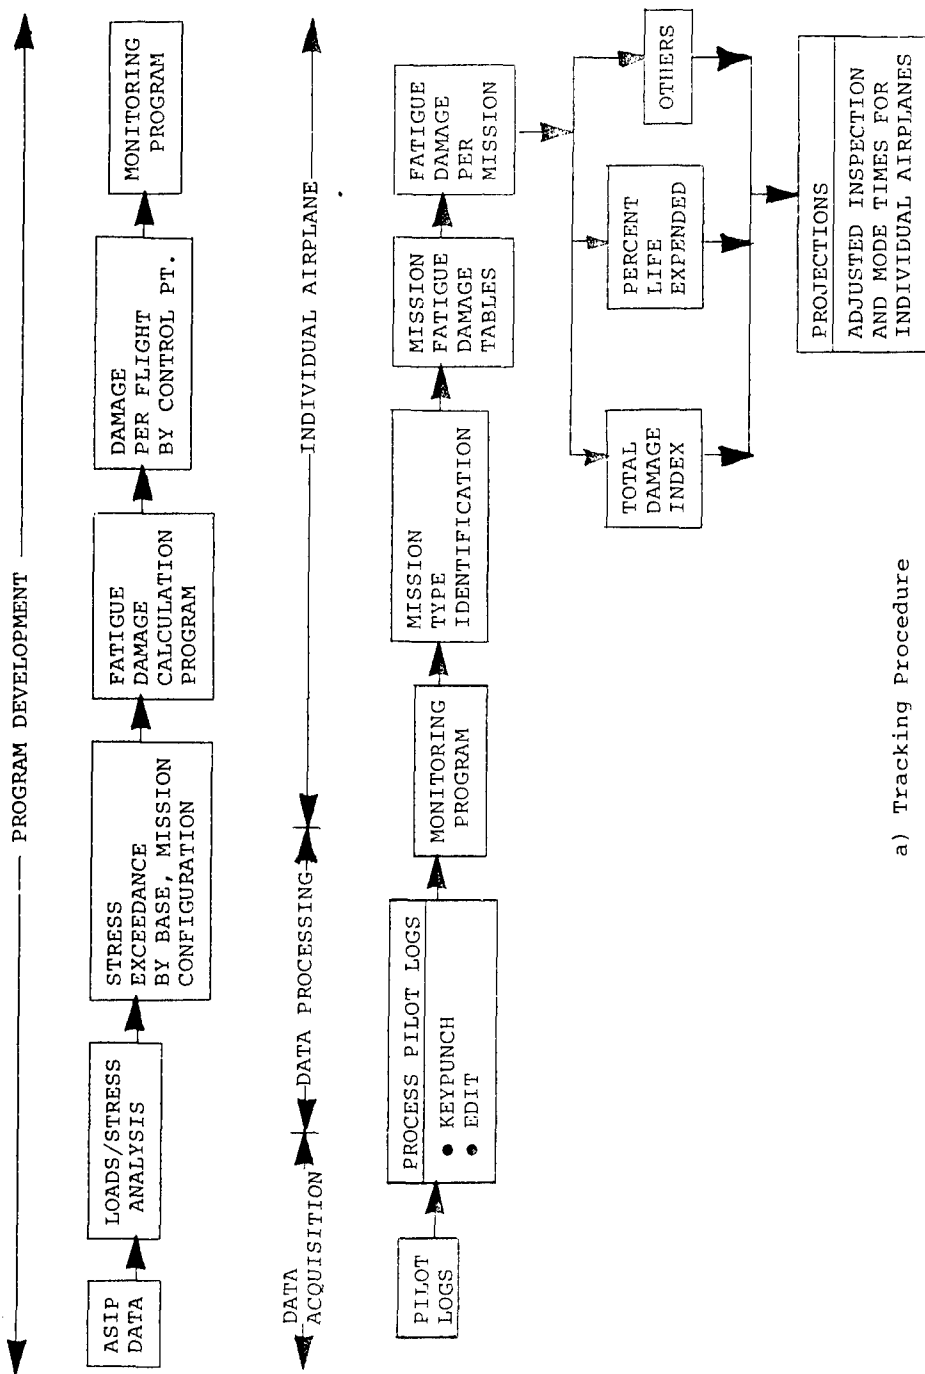 PROGRAM DEVELOPMENT
ASIP
DATA
LOADS/STRESS
ANALYSIS
STRESS
EXCEEDANCE
BY BASE, MISSION
CONFIGURATION
FATIGUE
DAMAGE
CALCULATION
PROGRAM
DAMAGE
PER FLIGHT
BY CONTROL PT.
MONITORING
PROGRAM
DATA
ACQUISITION
DATA PROCESSING
INDIVIDUAL AIRPLANE
PILOT
LOGS
PROCESS PILOT LOGS
● KEYPUNCH
● EDIT
MONITORING
PROGRAM
MISSION
TYPE
IDENTIFICATION
MISSION
FATIGUE
DAMAGE
TABLES
FATIGUE
DAMAGE
PER
MISSION
TOTAL
DAMAGE
INDEX
PERCENT
LIFE
EXPENDED
OTHERS
PROJECTIONS
ADJUSTED INSPECTION
AND MODE TIMES FOR
INDIVIDUAL AIRPLANES
a) Tracking Procedure